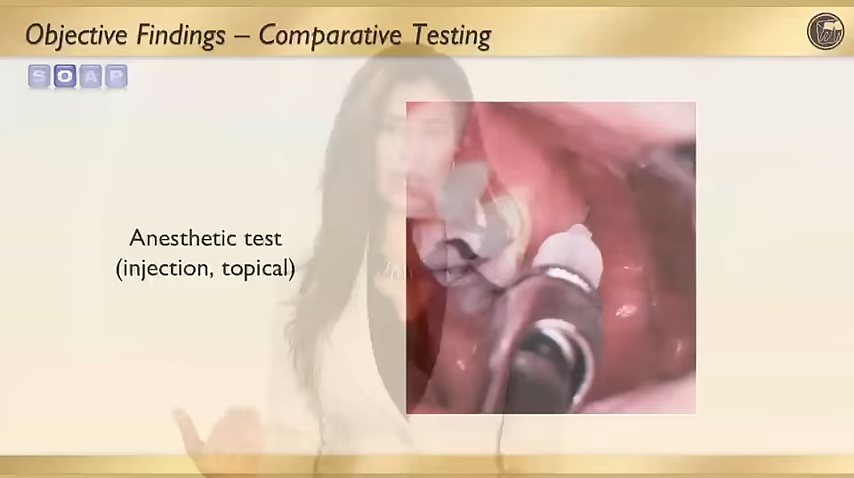 Objective Findings – Comparative Testing
S O A P
Anesthetic test
(injection, topical)